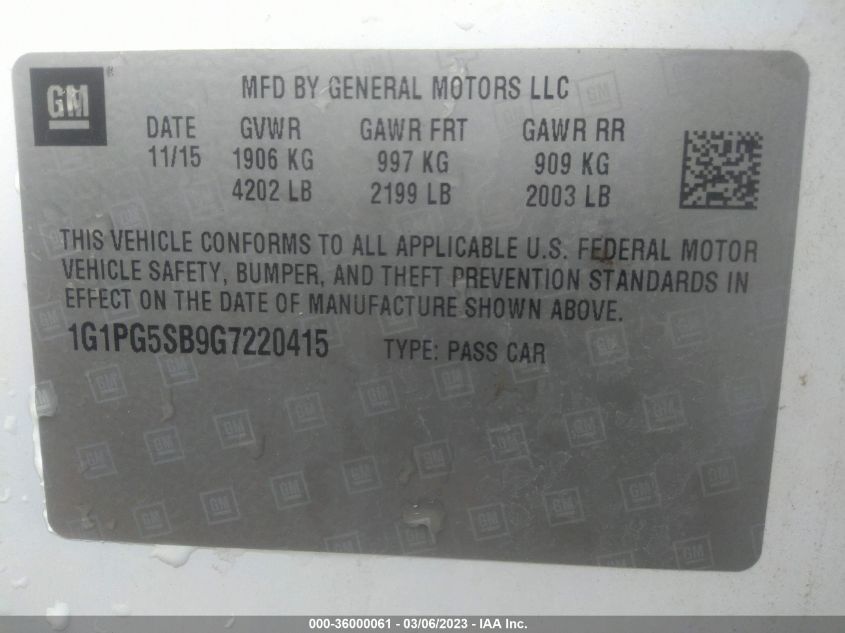 GM®
MFD BY GENERAL MOTORS LLC
DATE GVWR GAWR FRT GAWR RR
11/15 1906 KG 997 KG 909 KG
4202 LB 2199 LB 2003 LB
THIS VEHICLE CONFORMS TO ALL APPLICABLE U.S. FEDERAL MOTOR
VEHICLE SAFETY, BUMPER, AND THEFT PREVENTION STANDARDS IN
EFFECT ON THE DATE OF MANUFACTURE SHOWN ABOVE.
1G1PG5SB9G7220415 TYPE: PASS CAR
000-36000061 - 03/06/2023 - IAA Inc.